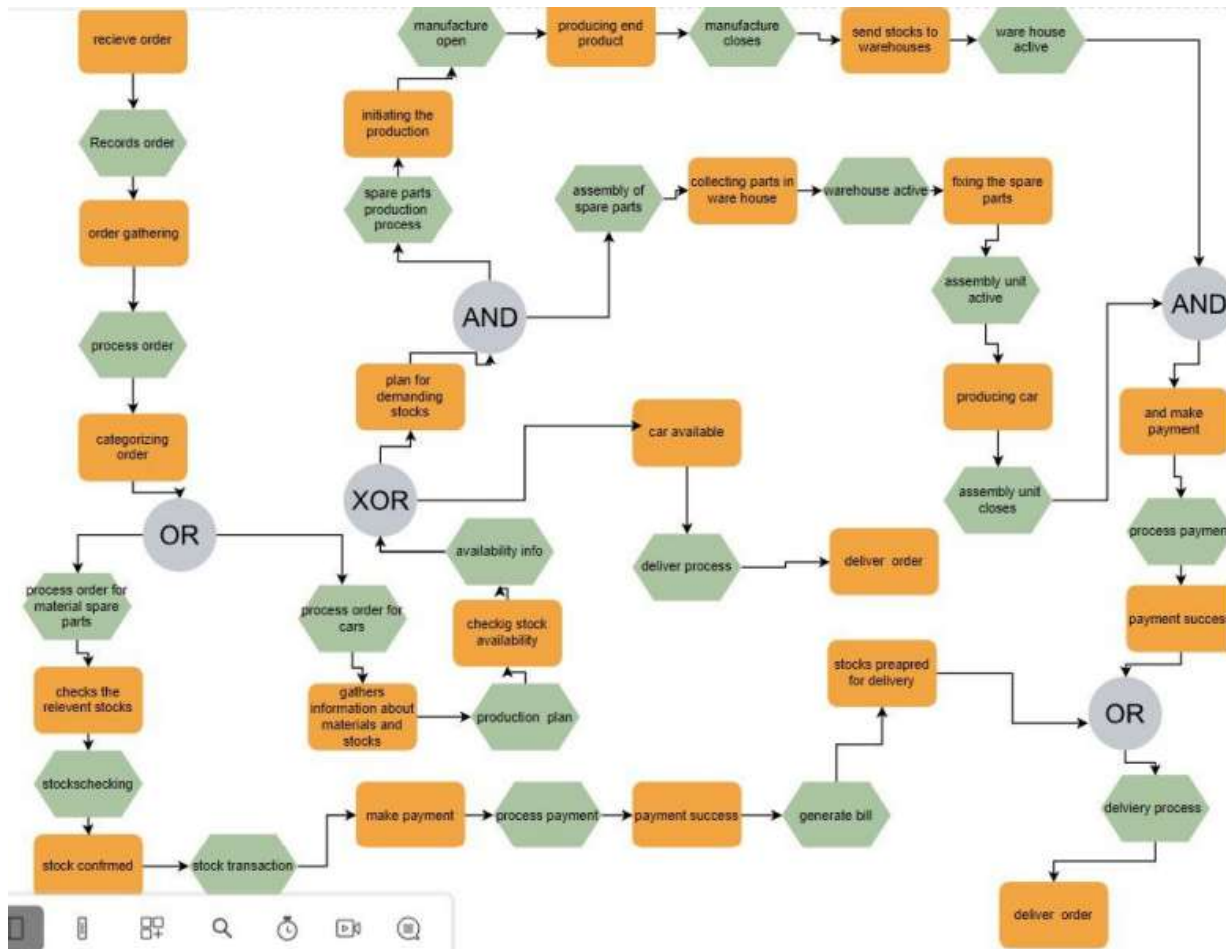 recieve order
Records order
order gathering
process order
categorizing
order
OR
process order for
material spare
parts
checks the
relevent stocks
stockschecking
stock confrmed
stock transaction
make payment
process payment
payment success
generate bill
stocks preapred
for delivery
process order for
cars
gathers
information about
materials and
stocks
production plan
checkig stock
availability
availability info
XOR
plan for
demanding
stocks
car available
deliver process
deliver order
AND
spare parts
production
process
initiating the
production
manufacture
open
producing end
product
manufacture
closes
send stocks to
warehouses
ware house
active
assembly of
spare parts
collecting parts in
ware house
warehouse active
fixing the spare
parts
assembly unit
active
producing car
assembly unit
closes
AND
and make
payment
process payment
payment success
OR
delviery process
deliver order